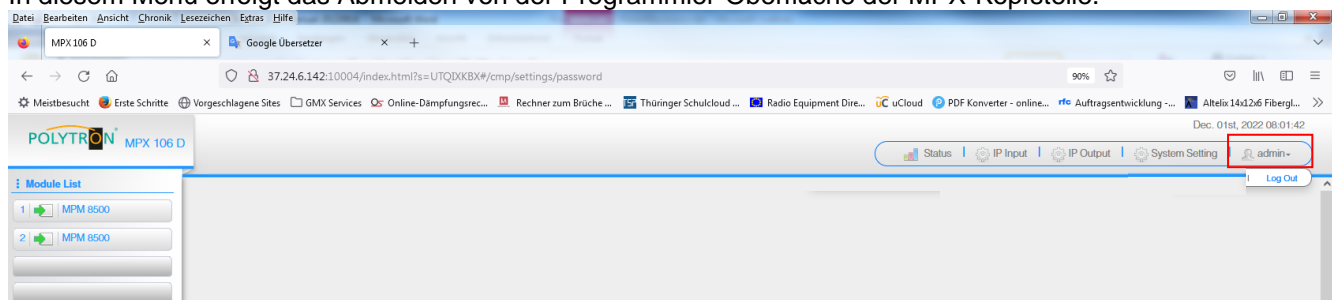 In diesem Menü erfolgt das Abmelden von der Programmier-Oberfläche der MPX-Kopfstelle.
Datei Bearbeiten Ansicht Chronik Lesezeichen Extras Hilfe
MPX 106 D × Google Übersetzer × +
37.24.6.142:10004/index.html?s=UTQIXKBX#/cmp/settings/password 90%
Meistbesucht Erste Schritte Vorgeschlagene Sites GMX Services Online-Dämpfungsrec... Rechner zum Brüche ... Thüringer Schulcloud ... Radio Equipment Dire... uCloud PDF Konverter - online... rfc Auftragsentwicklung -... Altelix 14x12x6 Fibergl...
Dec. 01st, 2022 08:01:42
POLYTRON MPX 106 D
Status | IP Input | IP Output | System Setting | admin
Log Out
Module List
1 MPM 8500
2 MPM 8500